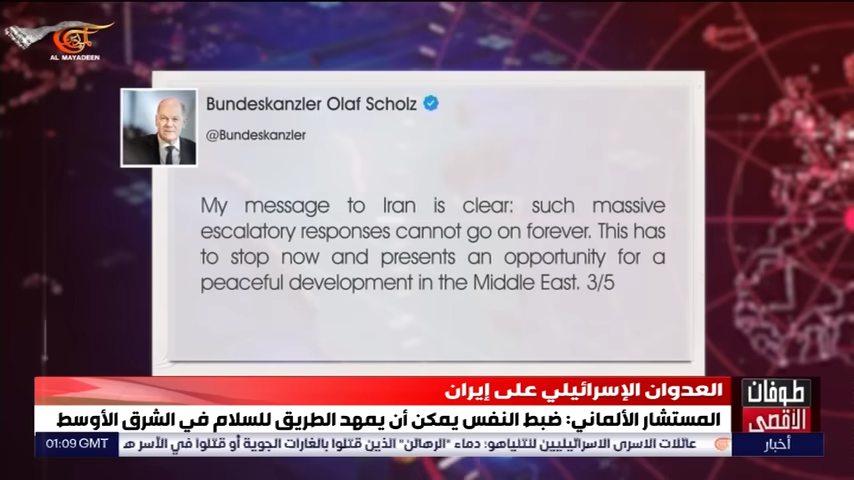 AL MAYADEEN
Bundeskanzler Olaf Scholz
@Bundeskanzler
My message to Iran is clear: such massive
escalatory responses cannot go on forever. This has
to stop now and presents an opportunity for a
peaceful development in the Middle East. 3/5
العدوان الإسرائيلي على إيران
طوفان
الأقصى
المستشار الألماني: ضبط النفس يمكن أن يمهد الطريق للسلام في الشرق الأوسط
أخبار
عائلات الاسرى الاسرائيليين لنتنياهو: دماء "الرهائن" الذين قتلوا بالغارات الجوية أو قتلوا في الأسر ه
01:09 GMT